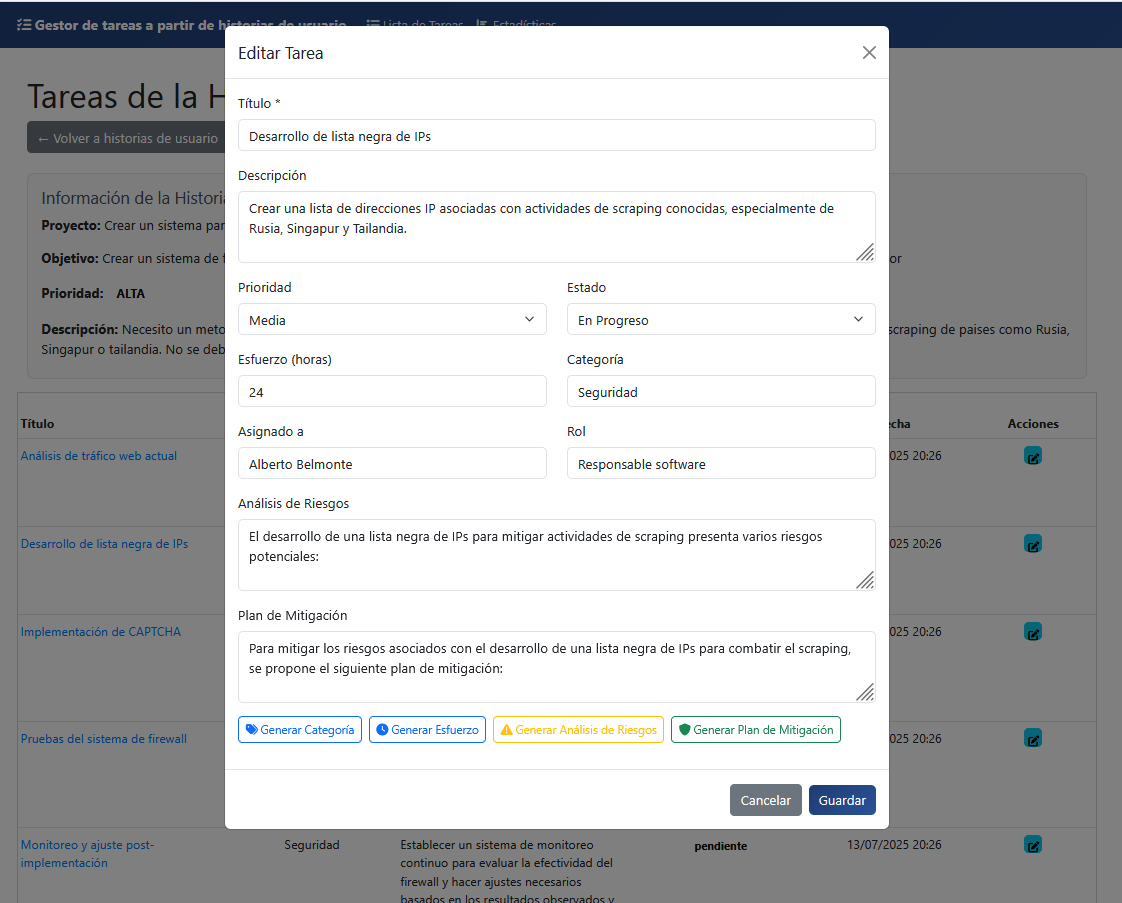 Gestor de tareas a partir de historias de usuario Lista de Tareas Estadísticas
Editar Tarea
Tareas de la H
← Volver a historias de usuario
Título *
Desarrollo de lista negra de IPs
Descripción
Crear una lista de direcciones IP asociadas con actividades de scraping conocidas, especialmente de
Rusia, Singapur y Tailandia.
Información de la Historia
Proyecto: Crear un sistema par
Objetivo: Crear un sistema de f
or
Prioridad: ALTA
Descripción: Necesito un meto
scraping de paises como Rusia,
Singapur o tailandia. No se deb
Prioridad
Estado
Media
En Progreso
Esfuerzo (horas)
Categoría
24
Seguridad
Asignado a
Rol
Alberto Belmonte
Responsable software
Análisis de Riesgos
El desarrollo de una lista negra de IPs para mitigar actividades de scraping presenta varios riesgos
potenciales:
Plan de Mitigación
Para mitigar los riesgos asociados con el desarrollo de una lista negra de IPs para combatir el scraping,
se propone el siguiente plan de mitigación:
Generar Categoría Generar Esfuerzo Generar Análisis de Riesgos Generar Plan de Mitigación
Cancelar Guardar
Título
echa
Acciones
Análisis de tráfico web actual
025 20:26
Desarrollo de lista negra de IPs
025 20:26
Implementación de CAPTCHA
025 20:26
Pruebas del sistema de firewall
025 20:26
Monitoreo y ajuste post-
implementación
Seguridad
Establecer un sistema de monitoreo
continuo para evaluar la efectividad del
firewall y hacer ajustes necesarios
basados en los resultados observados y
pendiente
13/07/2025 20:26